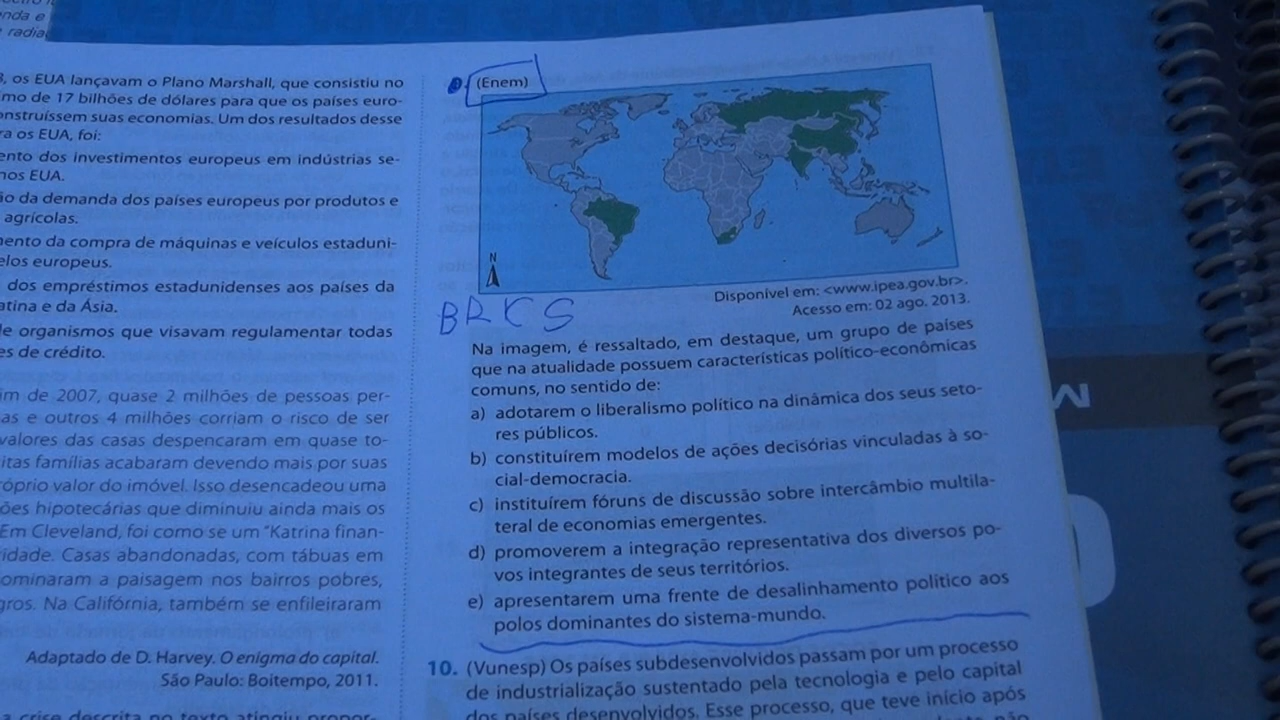 nda e
radia
, os EUA lançavam o Plano Marshall, que consistiu no
mo de 17 bilhões de dólares para que os países euro-
onstruíssem suas economias. Um dos resultados desse
ra os EUA, foi:
ento dos investimentos europeus em indústrias se-
nos EUA.
ão da demanda dos países europeus por produtos e
agrícolas.
mento da compra de máquinas e veículos estaduni-
elos europeus.
dos empréstimos estadunidenses aos países da
atina e da Ásia.
de organismos que visavam regulamentar todas
es de crédito.
im de 2007, quase 2 milhões de pessoas per-
as e outros 4 milhões corriam o risco de ser
valores das casas despencaram em quase to-
itas famílias acabaram devendo mais por suas
róprio valor do imóvel. Isso desencadeou uma
ões hipotecárias que diminuiu ainda mais os
Em Cleveland, foi como se um "Katrina finan-
idade. Casas abandonadas, com tábuas em
ominaram a paisagem nos bairros pobres,
gros. Na Califórnia, também se enfileiraram
Adaptado de D. Harvey. O enigma do capital.
São Paulo: Boitempo, 2011.
a crise descrita no texto atingiu propor-
(Enem)
N
BRICS
Disponível em: <www.ipea.gov.br>.
Acesso em: 02 ago. 2013.
Na imagem, é ressaltado, em destaque, um grupo de países
que na atualidade possuem características político-econômicas
comuns, no sentido de:
a) adotarem o liberalismo político na dinâmica dos seus seto-
res públicos.
b) constituírem modelos de ações decisórias vinculadas à so-
cial-democracia.
c) instituírem fóruns de discussão sobre intercâmbio multila-
teral de economias emergentes.
d) promoverem a integração representativa dos diversos po-
vos integrantes de seus territórios.
e) apresentarem uma frente de desalinhamento político aos
polos dominantes do sistema-mundo.
10. (Vunesp) Os países subdesenvolvidos passam por um processo
de industrialização sustentado pela tecnologia e pelo capital
dos países desenvolvidos. Esse processo, que teve início após